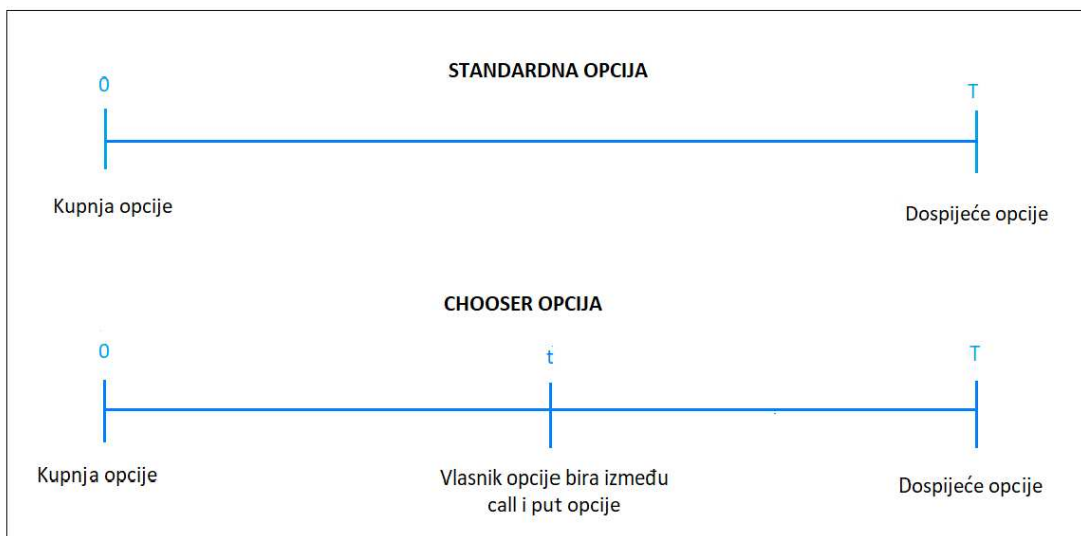 STANDARDNA OPCIJA
0
T
Kupnja opcije
Dospijeće opcije
CHOOSER OPCIJA
0
t
T
Kupnja opcije
Vlasnik opcije bira između
call i put opcije
Dospijeće opcije